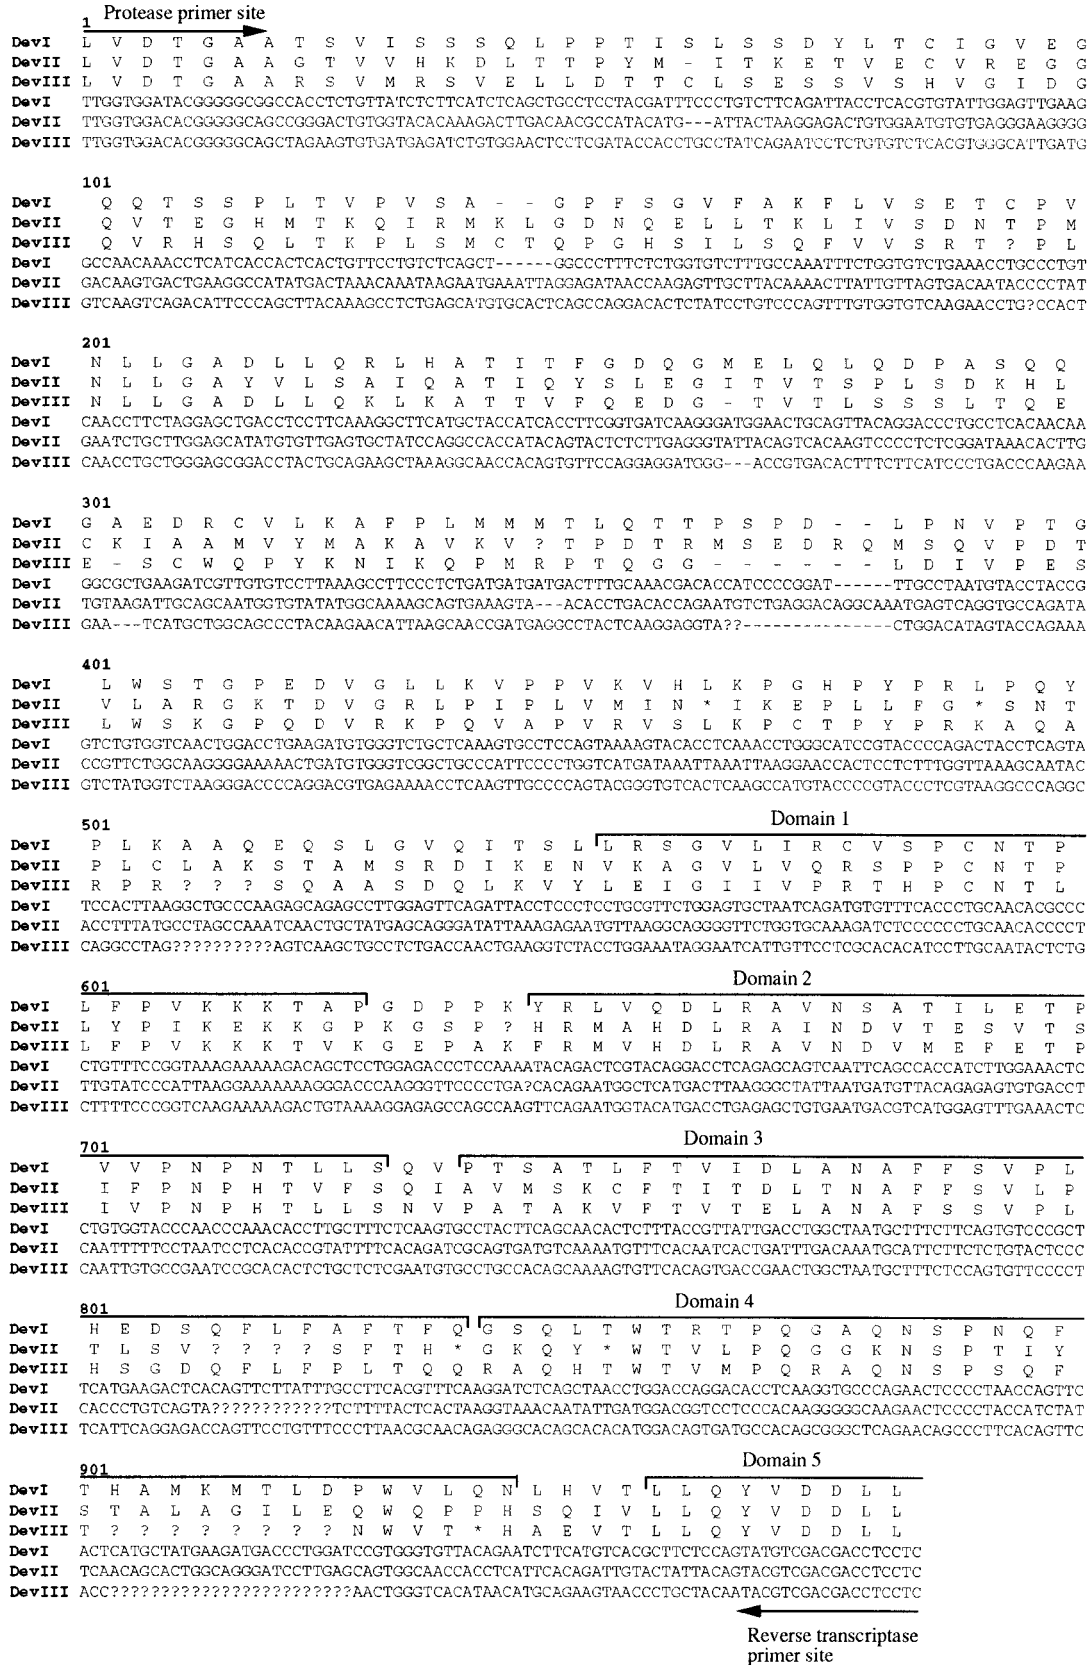 Protease primer site
1
DevI L V D T G A A T S V I S S S Q L P P T I S L S S D Y L T C I G V E G
DevII L V D T G A A G T V V H K D L T T P Y M - I T K E T V E C V R E G G
DevIII L V D T G A A R S V M R S V E L L D T T C L S E S S V S H V G I D G
DevI TTGGTGGATACGGGGGCGGCCACCTCTGTTATCTCTTCATCTCAGCTGCCTCCTACGATTTCCCTGTCTTCAGATTACCTCACGTGTATTGGAGTTGAAG
DevII TTGGTGGACACGGGGGCAGCCGGGACTGTGGTACACAAAGACTTGACAACGCCATACATG---ATTACTAAGGAGACTGTGGAATGTGTGAGGGAAGGGG
DevIII TTGGTGGACACGGGGGCAGCTAGAAGTGTGATGAGATCTGTGGAACTCCTCGATACCACCTGCCTATCAGAATCCTCTGTGTCTCACGTGGGCATTGATG
101
DevI Q Q T S S P L T V P V S A - - G P F S G V F A K F L V S E T C P V
DevII Q V T E G H M T K Q I R M K L G D N Q E L L T K L I V S D N T P M
DevIII Q V R H S Q L T K P L S M C T Q P G H S I L S Q F V V S R T ? P L
DevI GCCAACAAACCTCATCACCACTCACTGTTCCTGTCTCAGCT------GGCCCTTTCTCTGGTGTCTTTGCCAAATTTCTGGTGTCTGAAACCTGCCCTGT
DevII GACAAGTGACTGAAGGCCATATGACTAAACAAATAAGAATGAAATTAGGAGATAACCAAGAGTTGCTTACAAAACTTATTGTTAGTGACAATACCCCTAT
DevIII GTCAAGTCAGACATTCCCAGCTTACAAAGCCTCTGAGCATGTGCACTCAGCCAGGACACTCTATCCTGTCCCAGTTTGTGGTGTCAAGAACCTG?CCACT
201
DevI N L L G A D L L Q R L H A T I T F G D Q G M E L Q L Q D P A S Q Q
DevII N L L G A Y V L S A I Q A T I Q Y S L E G I T V T S P L S D K H L
DevIII N L L G A D L L Q K L K A T T V F Q E D G - T V T L S S S L T Q E
DevI CAACCTTCTAGGAGCTGACCTCCTTCAAAGGCTTCATGCTACCATCACCTTCGGTGATCAAGGGATGGAACTGCAGTTACAGGACCCTGCCTCACAACAA
DevII GAATCTGCTTGGAGCATATGTGTTGAGTGCTATCCAGGCCACCATACAGTACTCTCTTGAGGGTATTACAGTCACAAGTCCCCTCTCGGATAAACACTTG
DevIII CAACCTGCTGGGAGCGGACCTACTGCAGAAGCTAAAGGCAACCACAGTGTTCCAGGAGGATGGG---ACCGTGACACTTTCTTCATCCCTGACCCAAGAA
301
DevI G A E D R C V L K A F P L M M M T L Q T T P S P D - - L P N V P T G
DevII C K I A A M V Y M A K A V K V ? T P D T R M S E D R Q M S Q V P D T
DevIII E - S C W Q P Y K N I K Q P M R P T Q G G - - - - - L D I V P E S
DevI GGCGCTGAAGATCGTTGTGTCCTTAAAGCCTTCCCTCTGATGATGATGACTTTGCAAACGACACCATCCCCGGAT------TTGCCTAATGTACCTACCG
DevII TGTAAGATTGCAGCAATGGTGTATATGGCAAAAGCAGTGAAAGTA---ACACCTGACACCAGAATGTCTGAGGACAGGCAAATGAGTCAGGTGCCAGATA
DevIII GAA---TCATGCTGGCAGCCCTACAAGAACATTAAGCAACCGATGAGGCCTACTCAAGGAGGTA??---------------CTGGACATAGTACCAGAAA
401
DevI L W S T G P E D V G L L K V P P V K V H L K P G H P Y P R L P Q Y
DevII V L A R G K T D V G R L P I P L V M I N * I K E P L L F G * S N T
DevIII L W S K G P Q D V R K P Q V A P V R V S L K P C T P Y P R K A Q A
DevI GTCTGTGGTCAACTGGACCTGAAGATGTGGGTCTGCTCAAAGTGCCTCCAGTAAAAGTACACCTCAAACCTGGGCATCCGTACCCCAGACTACCTCAGTA
DevII CCGTTCTGGCAAGGGGAAAAACTGATGTGGGTCGGCTGCCCATTCCCCTGGTCATGATAAATTAAATTAAGGAACCACTCCTCTTTGGTTAAAGCAATAC
DevIII GTCTATGGTCTAAGGGACCCCAGGACGTGAGAAAACCTCAAGTTGCCCCAGTACGGGTGTCACTCAAGCCATGTACCCCGTACCCTCGTAAGGCCCAGGC
501
Domain 1
DevI P L K A A Q E Q S L G V Q I T S L L R S G V L I R C V S P C N T P
DevII P L C L A K S T A M S R D I K E N V K A G V L V Q R S P P C N T P
DevIII R P R ? ? ? S Q A A S D Q L K V Y L E I G I I V P R T H P C N T L
DevI TCCACTTAAGGCTGCCCAAGAGCAGAGCCTTGGAGTTCAGATTACCTCCCTCCTGCGTTCTGGAGTGCTAATCAGATGTGTTTCACCCTGCAACACGCCC
DevII ACCTTTATGCCTAGCCAAATCAACTGCTATGAGCAGGGATATTAAAGAGAATGTTAAGGCAGGGGTTCTGGTGCAAAGATCTCCCCCCTGCAACACCCCT
DevIII CAGGCCTAG??????????AGTCAAGCTGCCTCTGACCAACTGAAGGTCTACCTGGAAATAGGAATCATTGTTCCTCGCACACATCCTTGCAATACTCTG
601
Domain 2
DevI L F P V K K K T A P G D P P K Y R L V Q D L R A V N S A T I L E T P
DevII L Y P I K E K K G P K G S P ? H R M A H D L R A I N D V T E S V T S
DevIII L F P V K K K T V K G E P A K F R M V H D L R A V N D V M E F E T P
DevI CTGTTTCCGGTAAAGAAAAAGACAGCTCCTGGAGACCCTCCAAAATACAGACTCGTACAGGACCTCAGAGCAGTCAATTCAGCCACCATCTTGGAAACTC
DevII TTGTATCCCATTAAGGAAAAAAAGGGACCCAAGGGTTCCCCTGA?CACAGAATGGCTCATGACTTAAGGGCTATTAATGATGTTACAGAGAGTGTGACCT
DevIII CTTTTCCCGGTCAAGAAAAAGACTGTAAAAGGAGAGCCAGCCAAGTTCAGAATGGTACATGACCTGAGAGCTGTGAATGACGTCATGGAGTTTGAAACTC
701
Domain 3
DevI V V P N P N T L L S Q V P T S A T L F T V I D L A N A F F S V P L
DevII I F P N P H T V F S Q I A V M S K C F T I T D L T N A F F S V L P
DevIII I V P N P H T L L S N V P A T A K V F T V T E L A N A F S S V P L
DevI CTGTGGTACCCAACCCAAACACCTTGCTTTCTCAAGTGCCTACTTCAGCAACACTCTTTACCGTTATTGACCTGGCTAATGCTTTCTTCAGTGTCCCGCT
DevII CAATTTTTCCTAATCCTCACACCGTATTTTCACAGATCGCAGTGATGTCAAAATGTTTCACAATCACTGATTTGACAAATGCATTCTTCTCTGTACTCCC
DevIII CAATTGTGCCGAATCCGCACACTCTGCTCTCGAATGTGCCTGCCACAGCAAAAGTGTTCACAGTGACCGAACTGGCTAATGCTTTCTCCAGTGTTCCCCT
801
Domain 4
DevI H E D S Q F L F A F T F Q G S Q L T W T R T P Q G A Q N S P N Q F
DevII T L S V ? ? ? ? S F T H * G K Q Y * W T V L P Q G G K N S P T I Y
DevIII H S G D Q F L F P L T Q Q R A Q H T W T V M P Q R A Q N S P S Q F
DevI TCATGAAGACTCACAGTTCTTATTTGCCTTCACGTTTCAAGGATCTCAGCTAACCTGGACCAGGACACCTCAAGGTGCCCAGAACTCCCCTAACCAGTTC
DevII CACCCTGTCAGTA????????????TCTTTTACTCACTAAGGTAAACAATATTGATGGACGGTCCTCCCACAAGGGGGCAAGAACTCCCCTACCATCTAT
DevIII TCATTCAGGAGACCAGTTCCTGTTTCCCTTAACGCAACAGAGGGCACAGCACACATGGACAGTGATGCCACAGCGGGCTCAGAACAGCCCTTCACAGTTC
901
Domain 5
DevI T H A M K M T L D P W V L Q N L H V T L L Q Y V D D L L
DevII S T A L A G I L E Q W Q P P H S Q I V L L Q Y V D D L L
DevIII T ? ? ? ? ? ? ? ? N W V T * H A E V T L L Q Y V D D L L
DevI ACTCATGCTATGAAGATGACCCTGGATCCGTGGGTGTTACAGAATCTTCATGTCACGCTTCTCCAGTATGTCGACGACCTCCTC
DevII TCAACAGCACTGGCAGGGATCCTTGAGCAGTGGCAACCACCTCATTCACAGATTGTACTATTACAGTACGTCGACGACCTCCTC
DevIII ACC????????????????????????AACTGGGTCACATAACATGCAGAAGTAACCCTGCTACAATACGTCGACGACCTCCTC
Reverse transcriptase
primer site